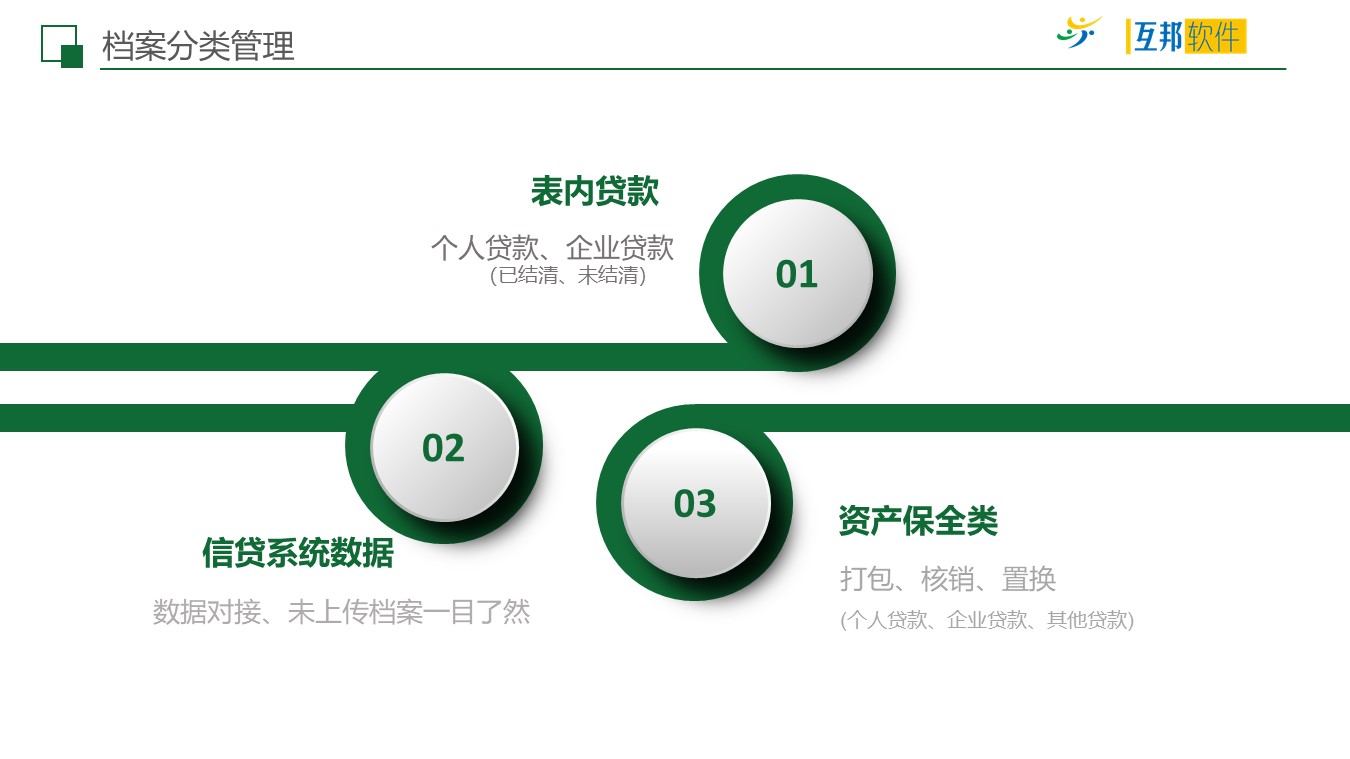 档案分类管理
互邦软件
表内贷款
个人贷款、企业贷款
(已结清、未结清)
01
02
信贷系统数据
数据对接、未上传档案一目了然
03
资产保全类
打包、核销、置换
(个人贷款、企业贷款、其他贷款)